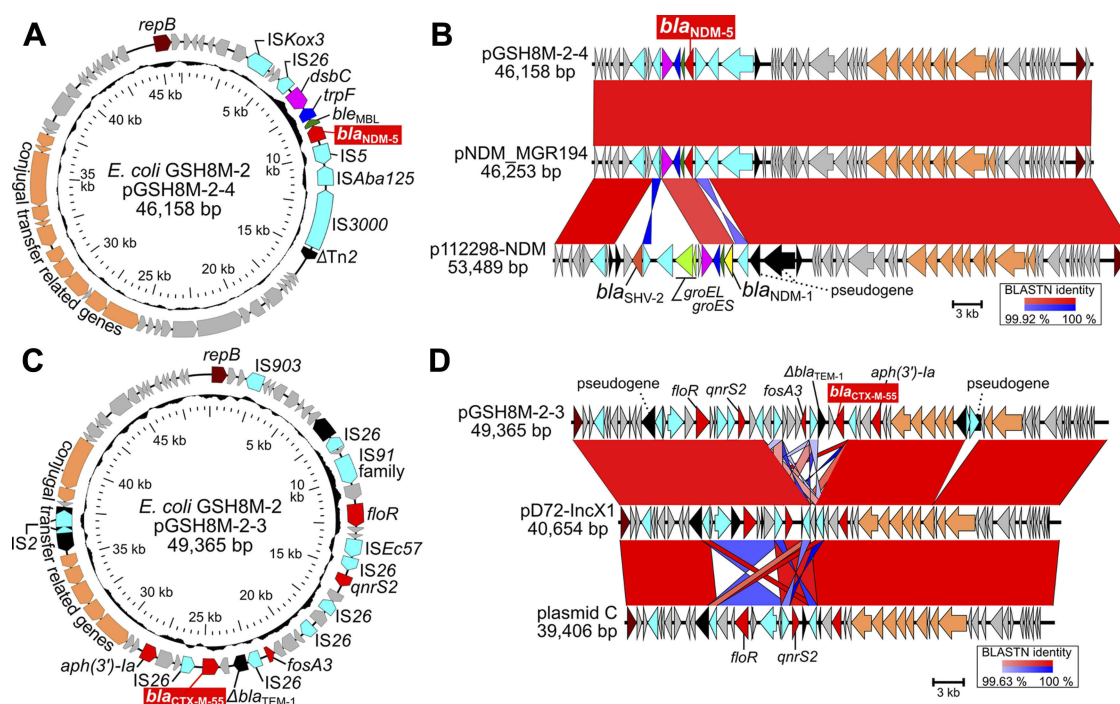 A
repB
ISKox3
IS26
dsbC
trpF
bleMBL
blaNDM-5
IS5
ISAba125
IS3000
ΔTn2
conjugal transfer related genes
45 kb
5 kb
10 kb
15 kb
20 kb
25 kb
30 kb
35 kb
40 kb
E. coli GSH8M-2
pGSH8M-2-4
46,158 bp
B
blaNDM-5
pGSH8M-2-4
46,158 bp
pNDM_MGR194
46,253 bp
p112298-NDM
53,489 bp
blaSHV-2
groEL
groES
blaNDM-1
pseudogene
3 kb
BLASTN identity
99.92 % 100 %
C
repB
IS903
IS26
IS91
family
floR
ISEc57
IS26
qnrS2
IS26
IS26
fosA3
IS26
ΔblaTEM-1
blaCTX-M-55
IS26
aph(3')-Ia
conjugal transfer related genes
IS2
45 kb
5 kb
10 kb
15 kb
20 kb
25 kb
30 kb
35 kb
40 kb
E. coli GSH8M-2
pGSH8M-2-3
49,365 bp
D
pseudogene
floR
qnrS2
fosA3
ΔblaTEM-1
blaCTX-M-55
aph(3')-Ia
pseudogene
pGSH8M-2-3
49,365 bp
pD72-IncX1
40,654 bp
plasmid C
39,406 bp
floR
qnrS2
3 kb
BLASTN identity
99.63 % 100 %